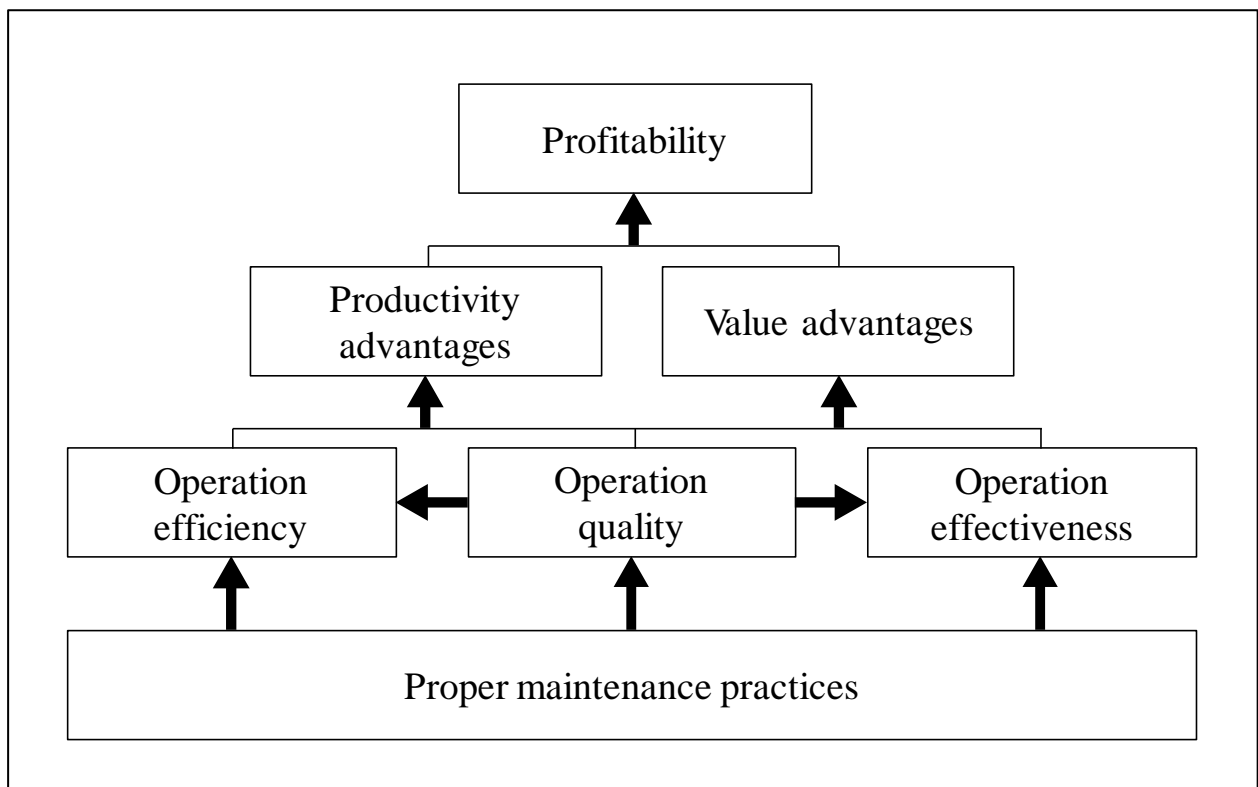 Profitability
Productivity
advantages
Value advantages
Operation
efficiency
Operation
quality
Operation
effectiveness
Proper maintenance practices